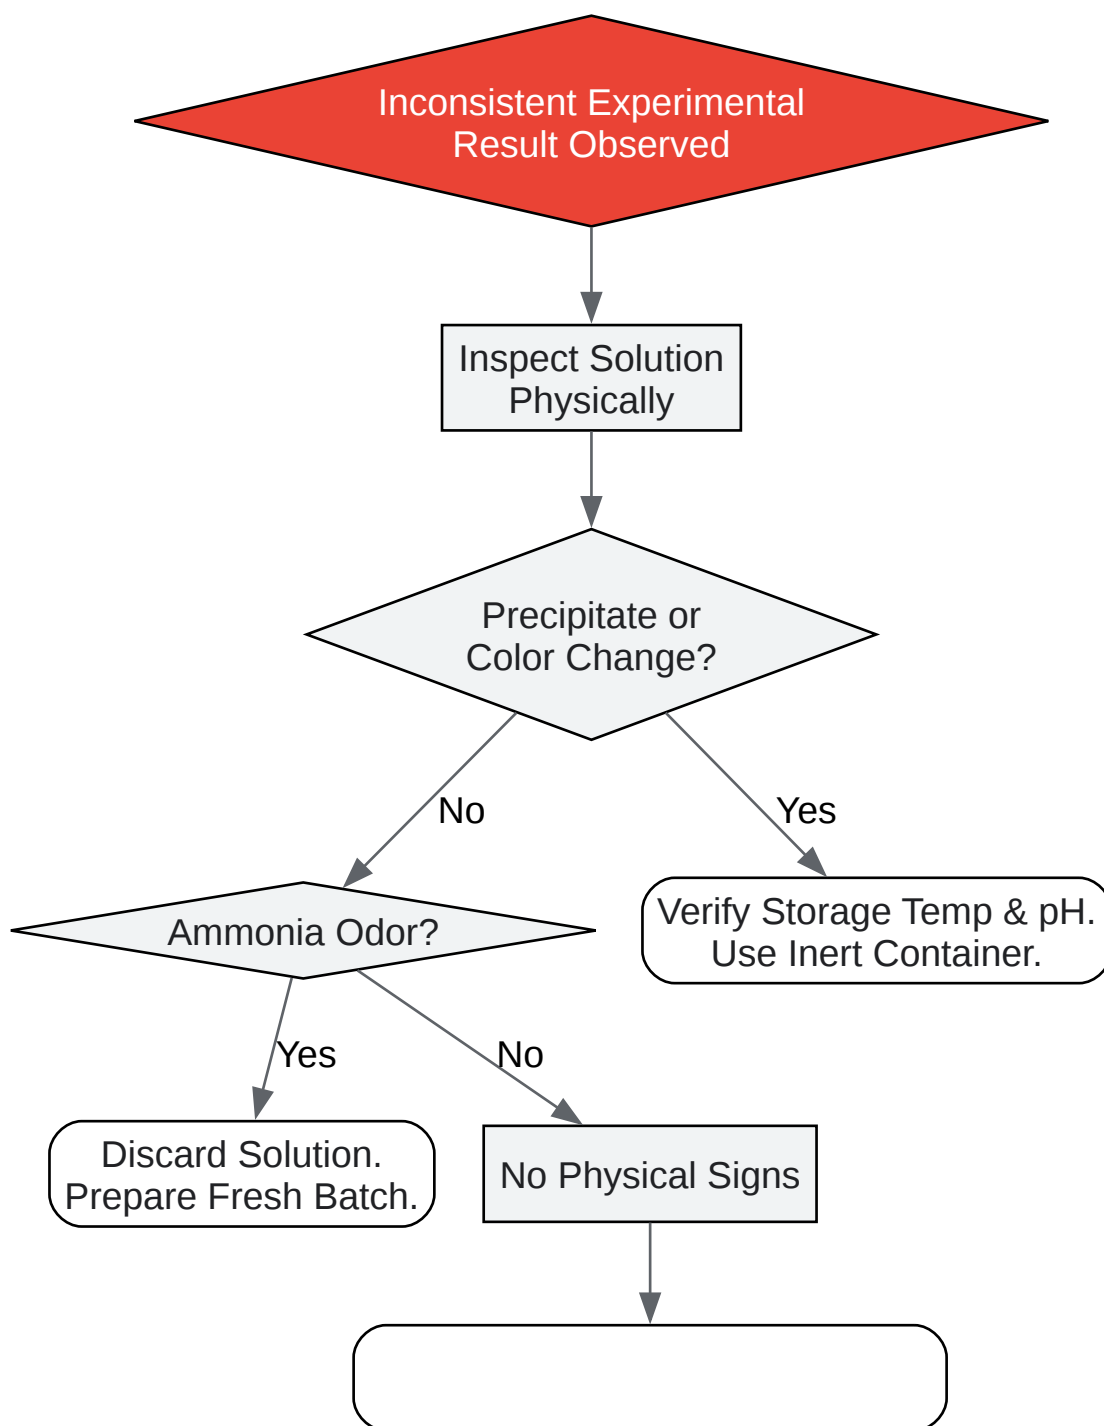 Inconsistent Experimental
Result Observed
Inspect Solution
Physically
Precipitate or
Color Change?
No
Yes
Ammonia Odor?
Verify Storage Temp & pH.
Use Inert Container.
Yes
No
Discard Solution.
Prepare Fresh Batch.
No Physical Signs